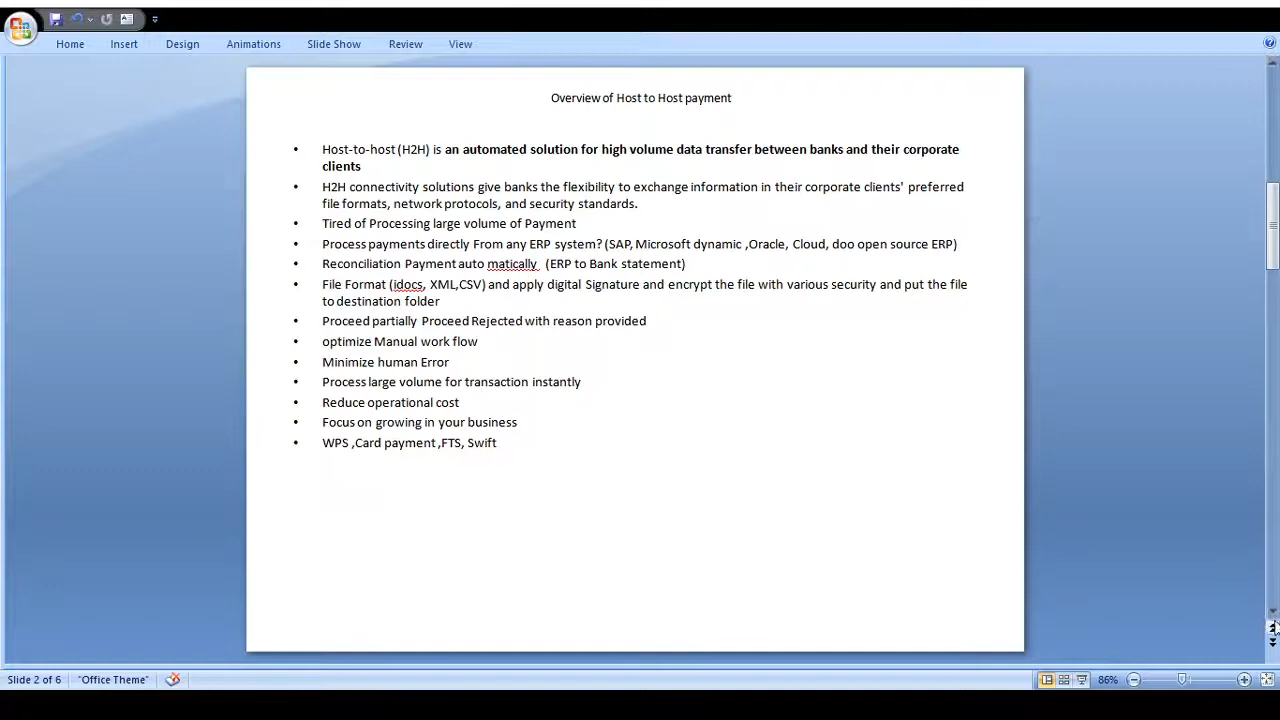 Home Insert Design Animations Slide Show Review View
Overview of Host to Host payment
• Host-to-host (H2H) is an automated solution for high volume data transfer between banks and their corporate
clients
• H2H connectivity solutions give banks the flexibility to exchange information in their corporate clients' preferred
file formats, network protocols, and security standards.
• Tired of Processing large volume of Payment
• Process payments directly From any ERP system? (SAP, Microsoft dynamic ,Oracle, Cloud, doo open source ERP)
• Reconciliation Payment auto matically (ERP to Bank statement)
• File Format (idocs, XML,CSV) and apply digital Signature and encrypt the file with various security and put the file
to destination folder
• Proceed partially Proceed Rejected with reason provided
• optimize Manual work flow
• Minimize human Error
• Process large volume for transaction instantly
• Reduce operational cost
• Focus on growing in your business
• WPS ,Card payment ,FTS, Swift
Slide 2 of 6 "Office Theme" 86%